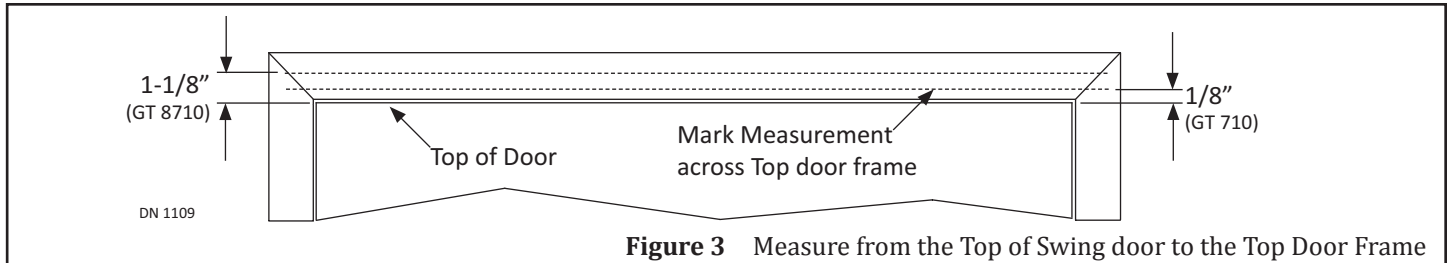 1-1/8”
(GT 8710)
1/8”
(GT 710)
Top of Door
Mark Measurement
across Top door frame
DN 1109
Figure 3 Measure from the Top of Swing door to the Top Door Frame